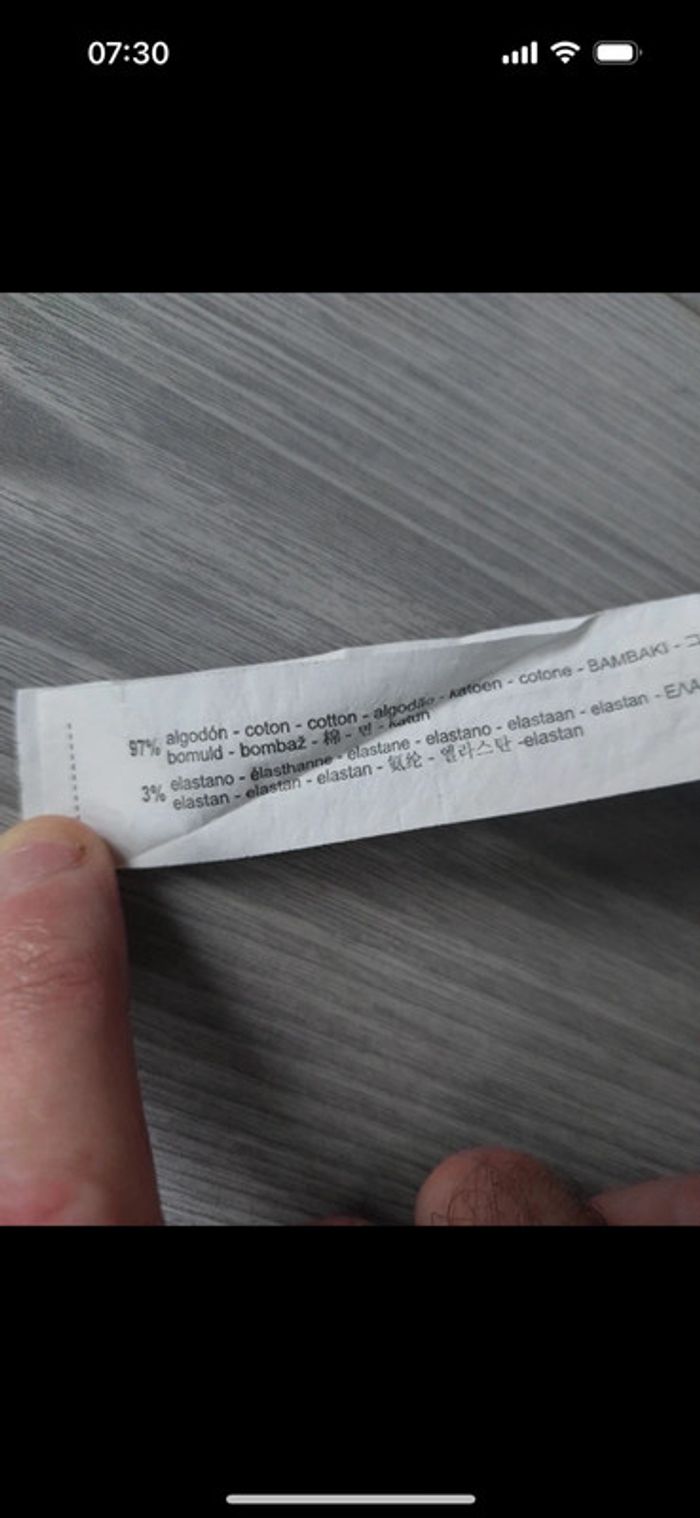 07:30
97% algodón - coton - cotton - algodão - katoen - cotone - BAMBAKI -
bomuld - bombaž - 棉 - 면 - katun
3% elastano - élasthanne - elastane - elastano - elastaan - elastan - ΕΛΑ
elastan - elastan - elastan - 氨纶 - 엘라스탄 -elastan